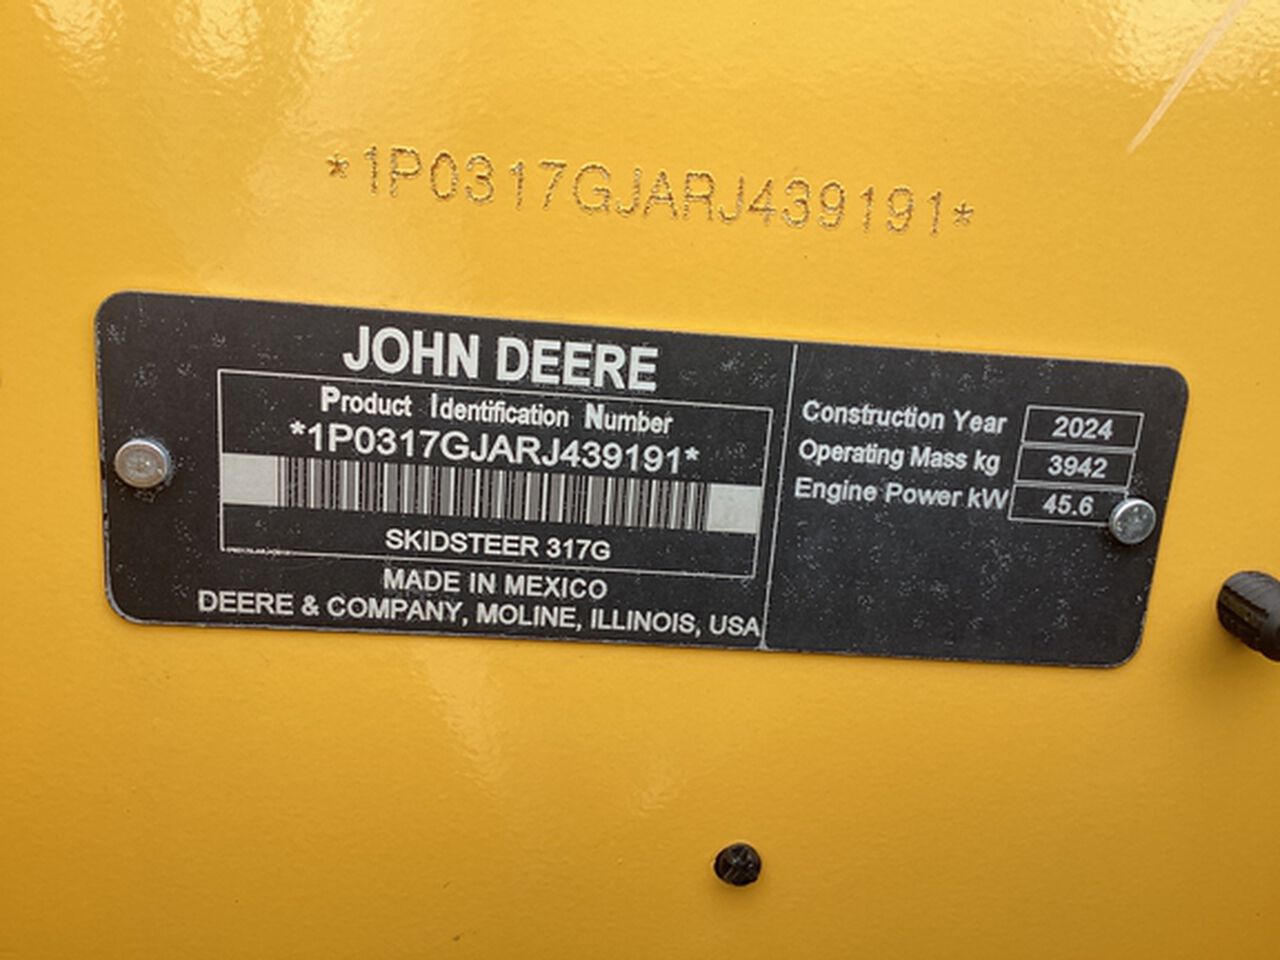 *1P0317GJARJ439191*
JOHN DEERE
Product Identification Number
*1P0317GJARJ439191*
SKIDSTEER 317G
MADE IN MEXICO
DEERE & COMPANY, MOLINE, ILLINOIS, USA
Construction Year 2024
Operating Mass kg 3942
Engine Power kW 45.6